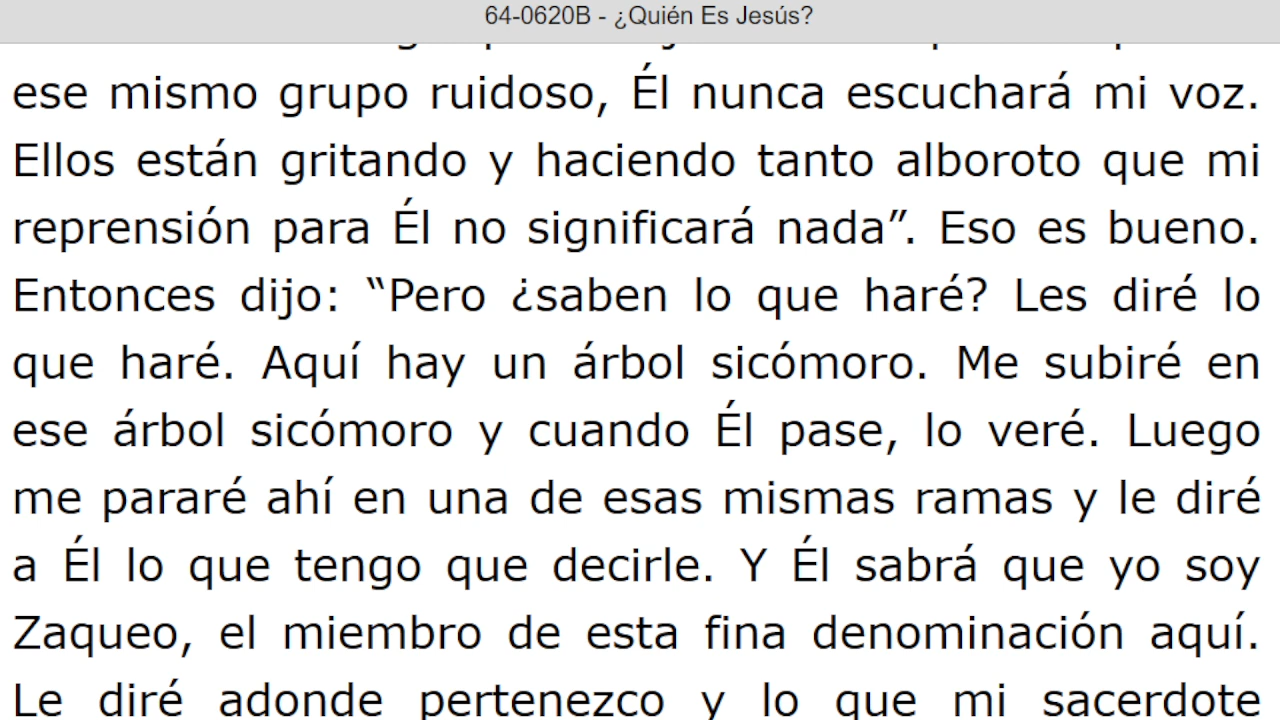 64-0620B - ¿Quién Es Jesús?
ese mismo grupo ruidoso, Él nunca escuchará mi voz.
Ellos están gritando y haciendo tanto alboroto que mi
reprensión para Él no significará nada”. Eso es bueno.
Entonces dijo: “Pero ¿saben lo que haré? Les diré lo
que haré. Aquí hay un árbol sicómoro. Me subiré en
ese árbol sicómoro y cuando Él pase, lo veré. Luego
me pararé ahí en una de esas mismas ramas y le diré
a Él lo que tengo que decirle. Y Él sabrá que yo soy
Zaqueo, el miembro de esta fina denominación aquí.
Le diré adonde pertenezco y lo que mi sacerdote